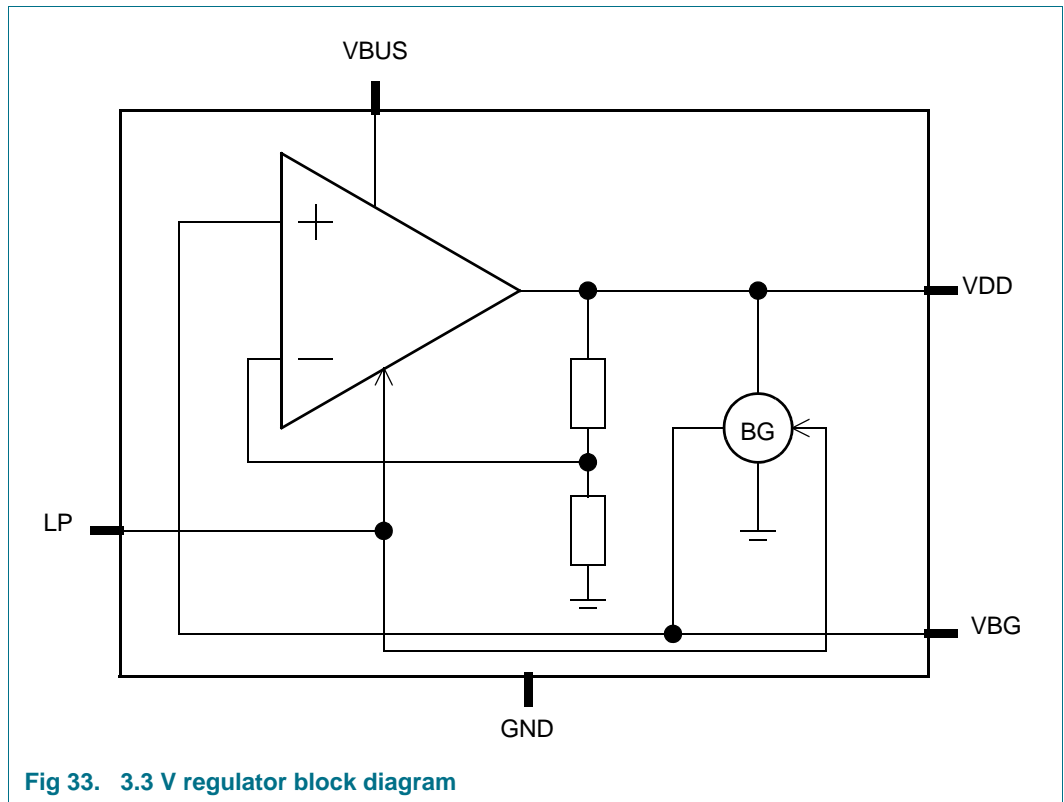 VBUS
+
VDD
—
BG
LP
VBG
GND
Fig 33. 3.3 V regulator block diagram